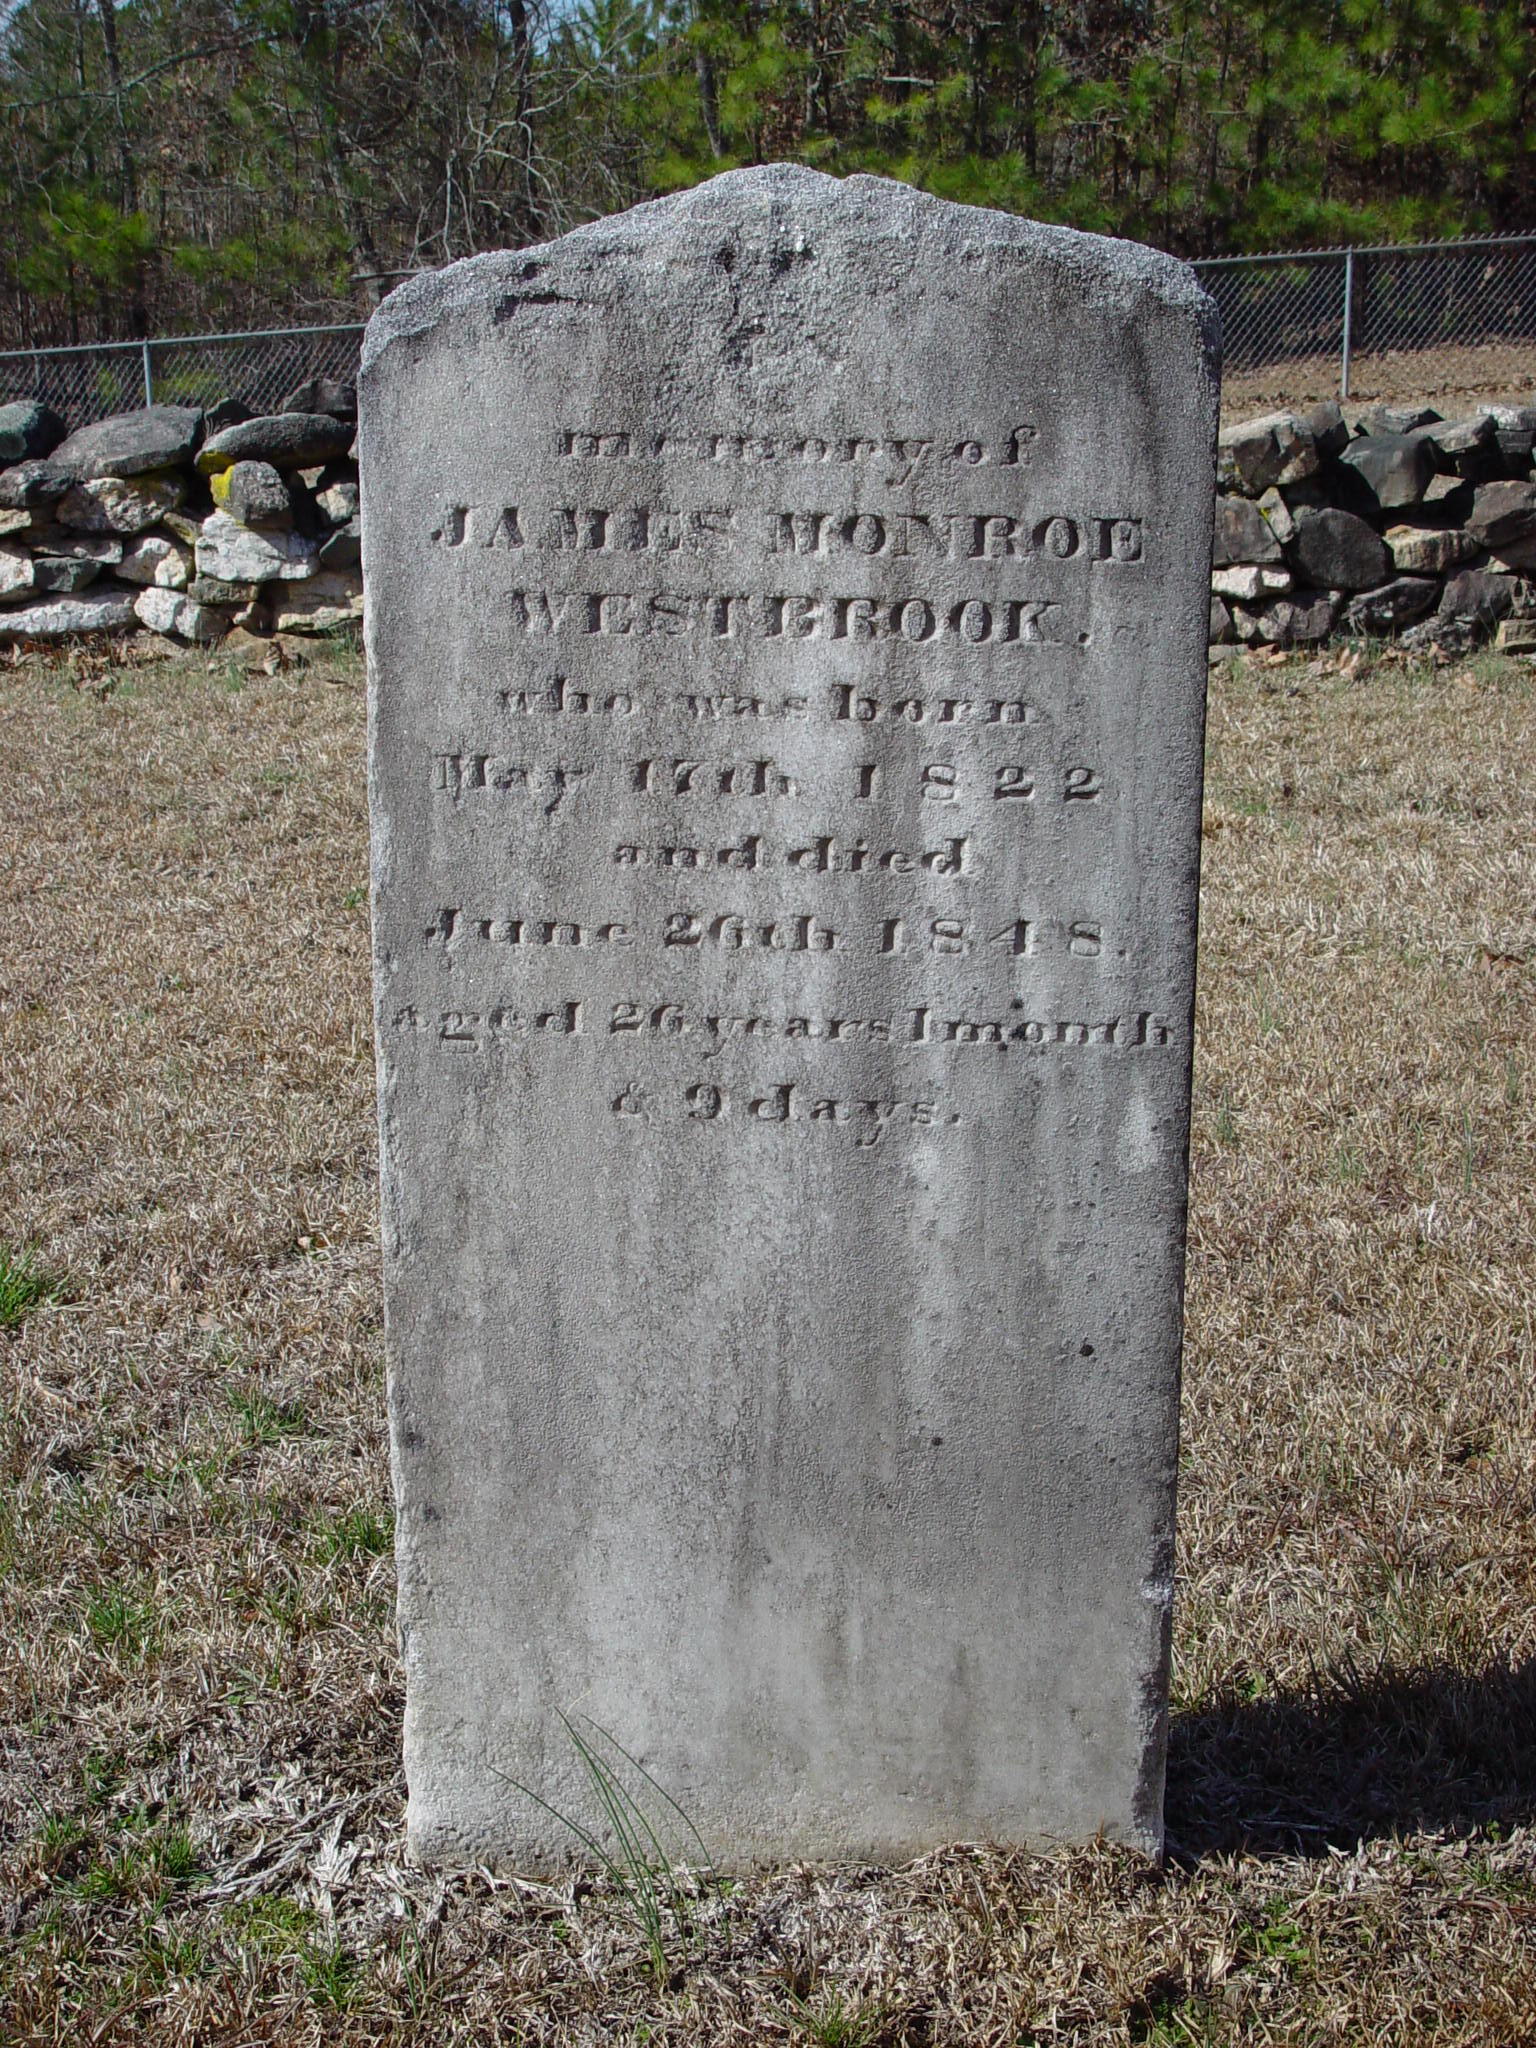 memory of
JAMES MONROE
WESTBROOK.
who was born
May 17th. 1822
and died
June 26th 1848.
aged 26 years 1 month
& 9 days.